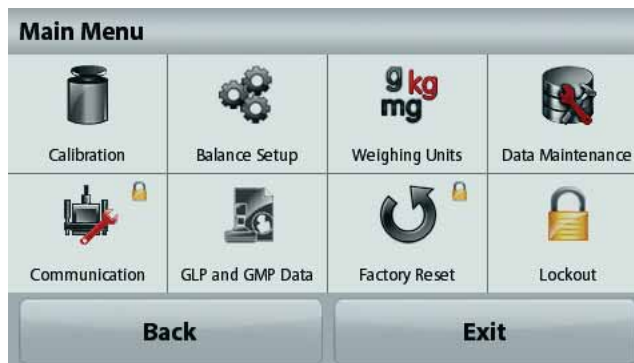 Main Menu
g kg
mg
Calibration
Balance Setup
Weighing Units
Data Maintenance
Communication
GLP and GMP Data
Factory Reset
Lockout
Back
Exit